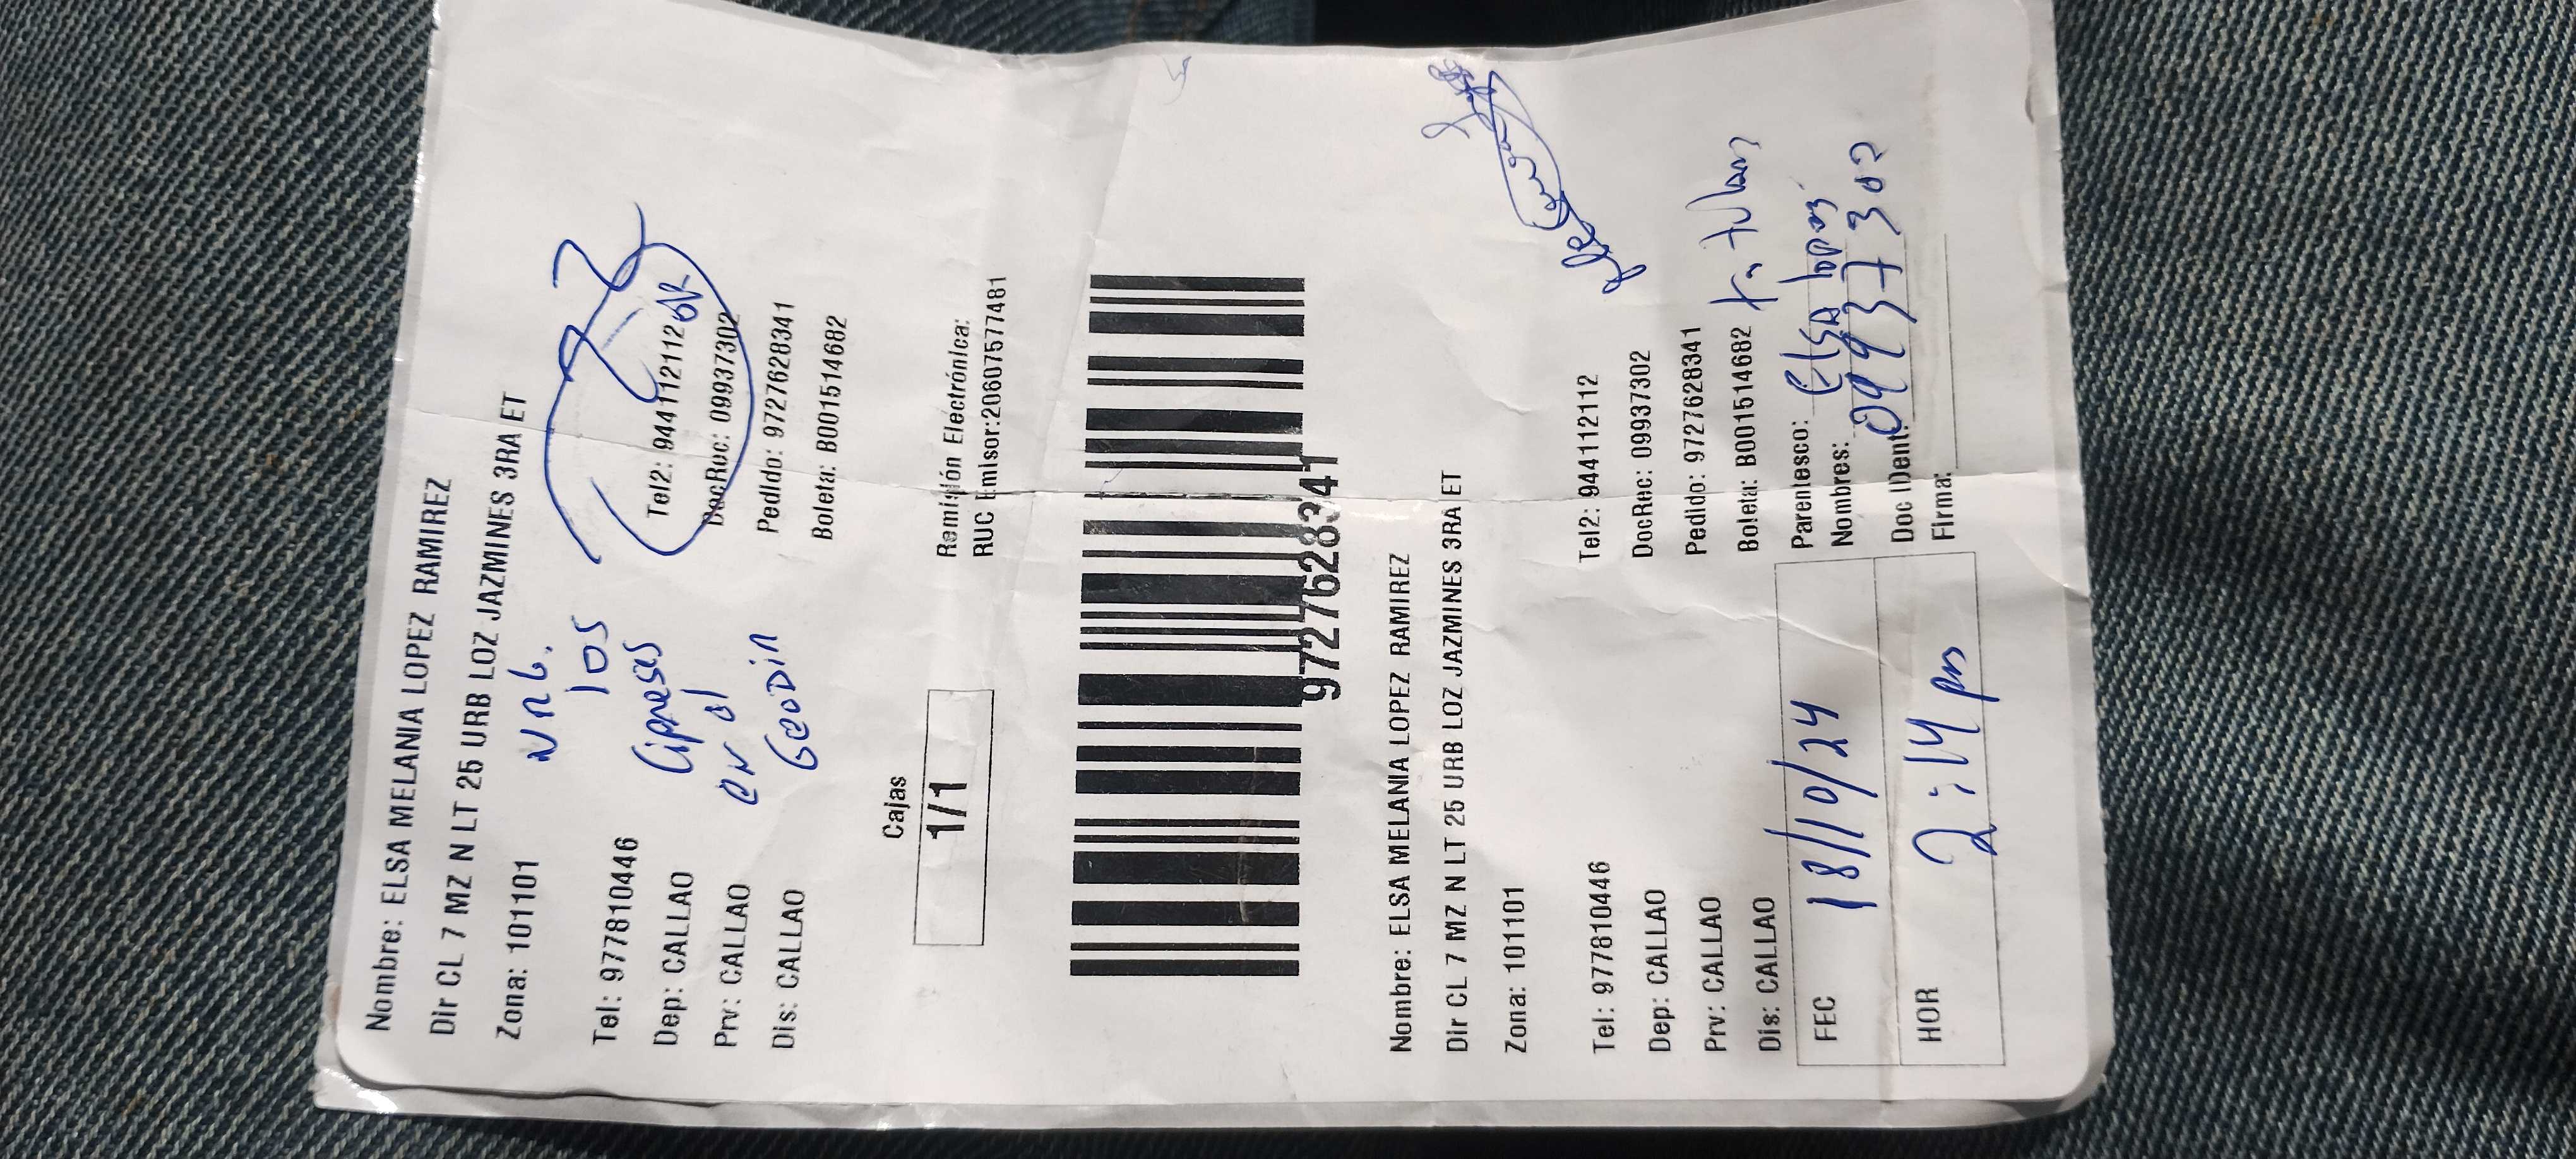 Nombre: ELSA MELANIA LOPEZ RAMIREZ
Dir CL 7 MZ N LT 25 URB LOZ JAZMINES 3RA ET
Zona: 101101
urb.
los
Cipreses
en el
GeoDin
Tel: 977810446
Tel2: 944112112 OK
Dep: CALLAO
DocRec: 09937302
Prv: CALLAO
Pedido: 9727628341
Dis: CALLAO
Boleta: B001514682
Cajas
1/1
Remisión Electrónica:
RUC Emisor:20607577481
9727628341
Nombre: ELSA MELANIA LOPEZ RAMIREZ
Dir CL 7 MZ N LT 25 URB LOZ JAZMINES 3RA ET
Zona: 101101
Tel: 977810446
Tel2: 944112112
Dep: CALLAO
DocRec: 09937302
Prv: CALLAO
Pedido: 9727628341
Dis: CALLAO
Boleta: B001514682
FEC 18/10/24
Parentesco:
Nombres: Elsa lopes
HOR 2:14 pm
Doc IDent: 09937302
Firma: